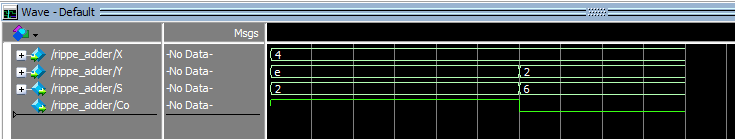 Wave - Default
Msgs
/rippe_adder/X -No Data- 4
/rippe_adder/Y -No Data- e 2
/rippe_adder/S -No Data- 2 6
/rippe_adder/Co -No Data-